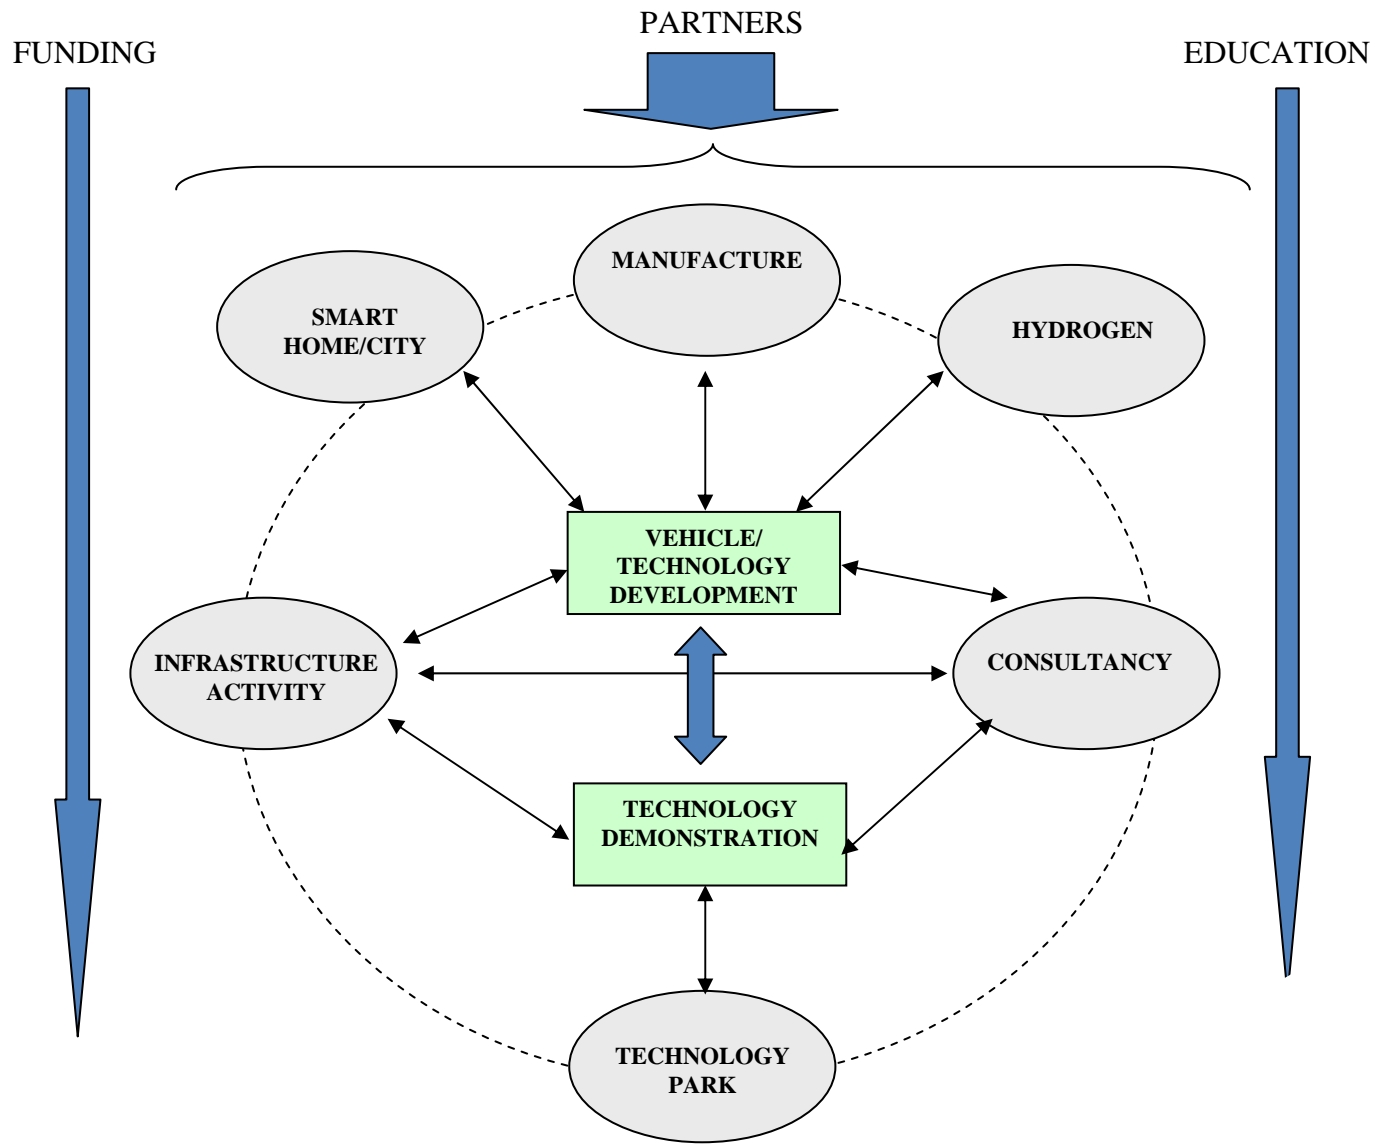 PARTNERS
FUNDING
EDUCATION
MANUFACTURE
SMART
HOME/CITY
HYDROGEN
VEHICLE/
TECHNOLOGY
DEVELOPMENT
INFRASTRUCTURE
ACTIVITY
CONSULTANCY
TECHNOLOGY
DEMONSTRATION
TECHNOLOGY
PARK